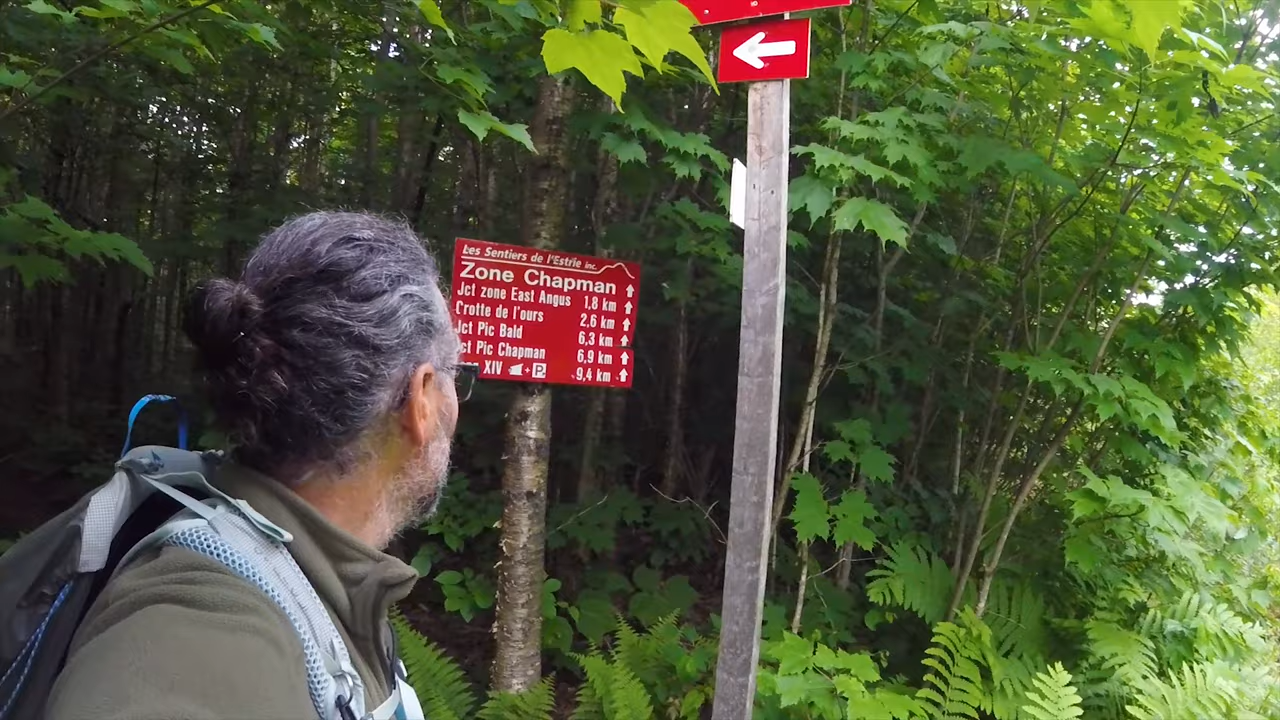 Les Sentiers de l'Estrie inc.
Zone Chapman
Jct zone East Angus 1,8 km
Crotte de l'ours 2,6 km
Jct Pic Bald 6,3 km
ct Pic Chapman 6,9 km
XIV P 9,4 km